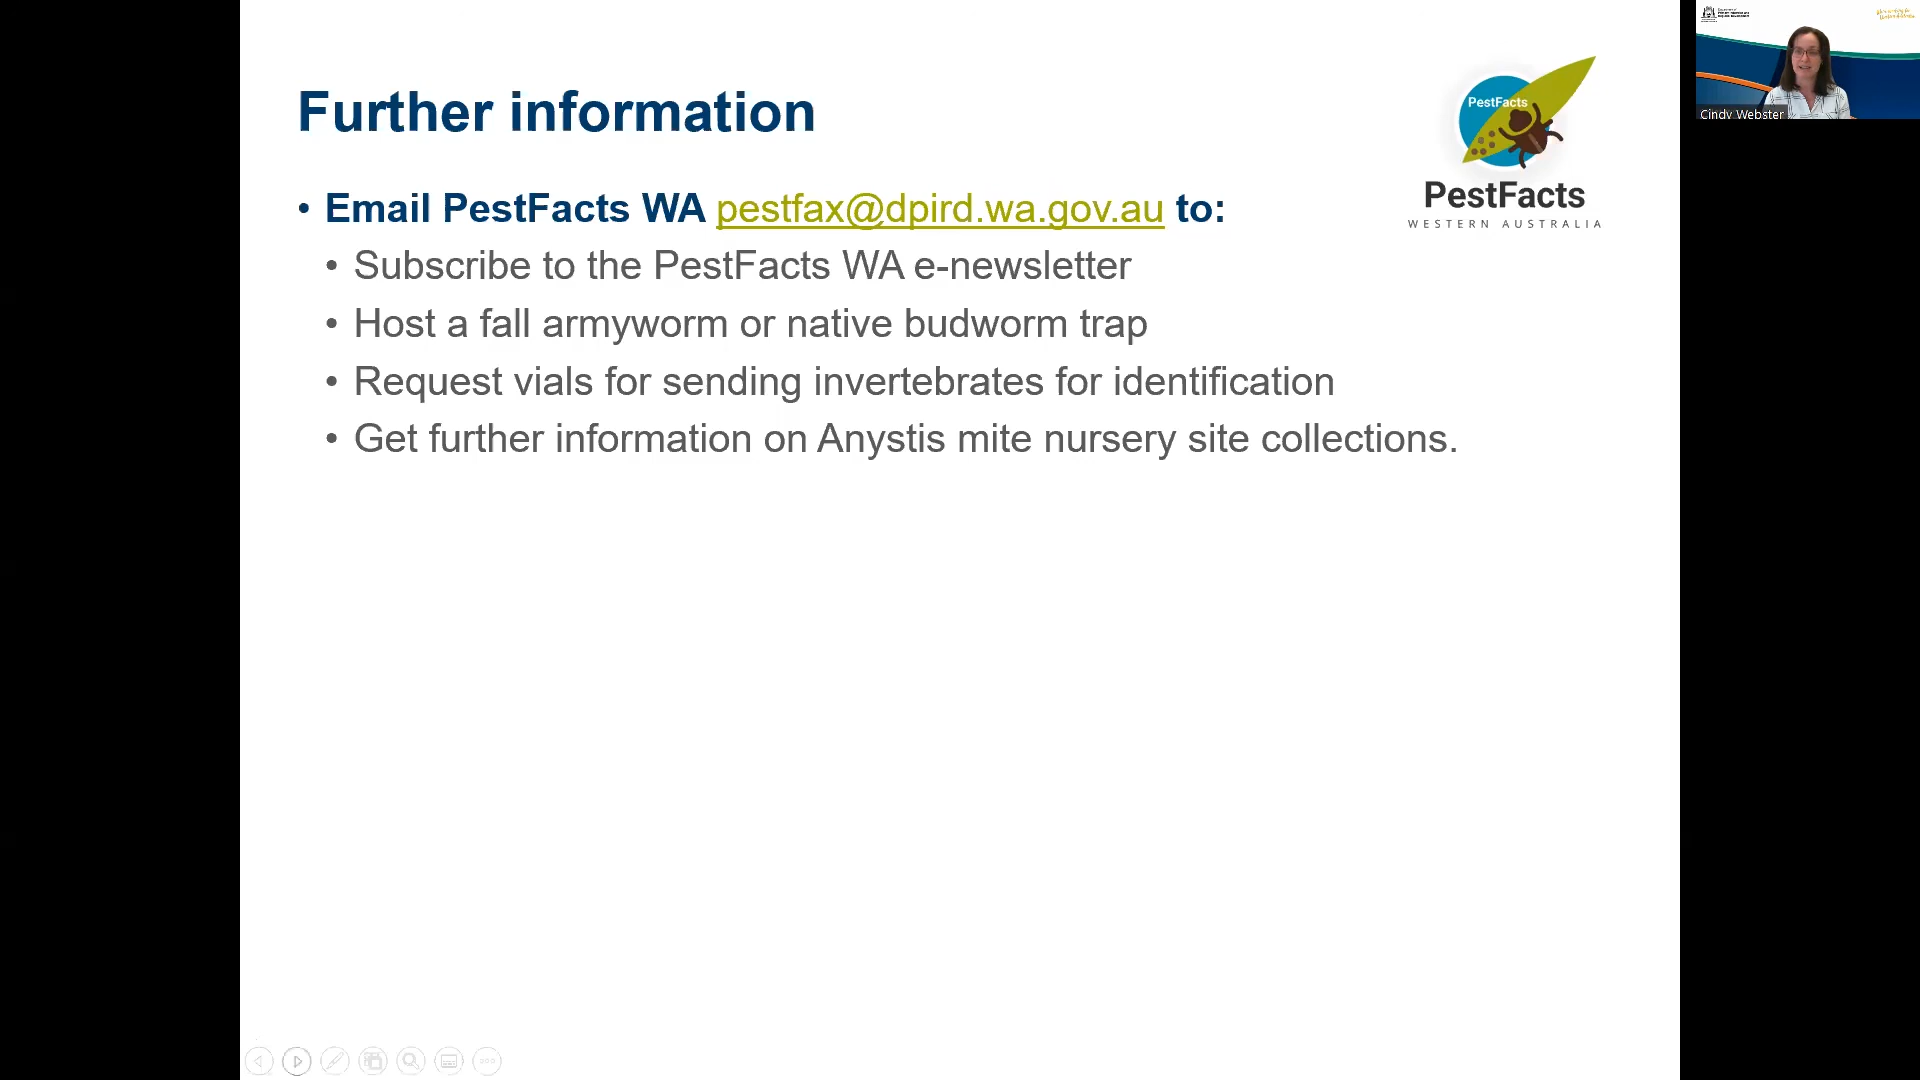 Further information
PestFacts
PestFacts
WESTERN AUSTRALIA
• Email PestFacts WA pestfax@dpird.wa.gov.au to:
• Subscribe to the PestFacts WA e-newsletter
• Host a fall armyworm or native budworm trap
• Request vials for sending invertebrates for identification
• Get further information on Anystis mite nursery site collections.
Cindy Webster